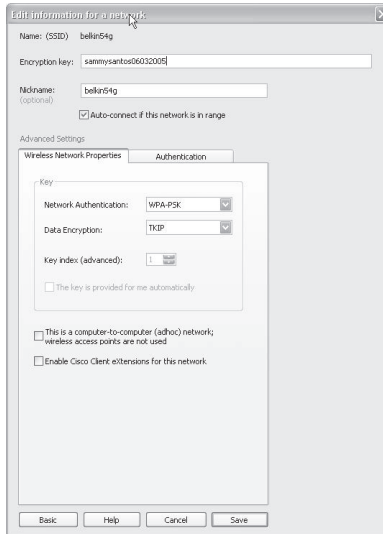 Edit information for a network
Name: (SSID) belkin54g
Encryption key: sammysantos06032005
Nickname: belkin54g
(optional)
Auto-connect if this network is in range
Advanced Settings
Wireless Network Properties Authentication
Key
Network Authentication: WPA-PSK
Data Encryption: TKIP
Key index (advanced): 1
The key is provided for me automatically
This is a computer-to-computer (adhoc) network;
wireless access points are not used
Enable Cisco Client eXtensions for this network
Basic Help Cancel Save